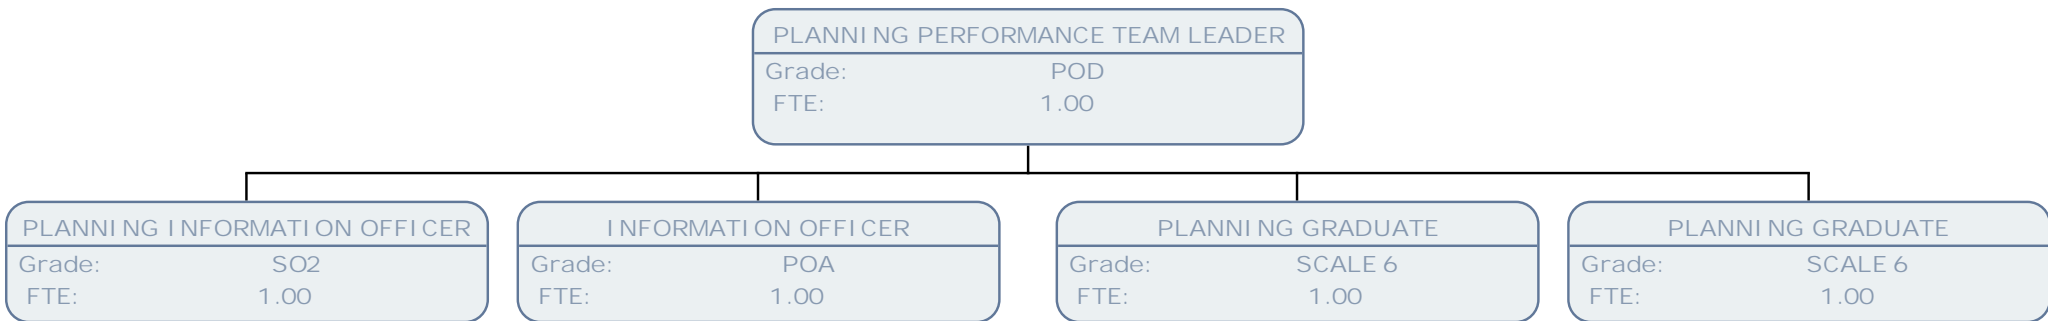 PLANNING PERFORMANCE TEAM LEADER
Grade: POD
FTE: 1.00
PLANNING INFORMATION OFFICER
Grade: SO2
FTE: 1.00
INFORMATION OFFICER
Grade: POA
FTE: 1.00
PLANNING GRADUATE
Grade: SCALE 6
FTE: 1.00
PLANNING GRADUATE
Grade: SCALE 6
FTE: 1.00